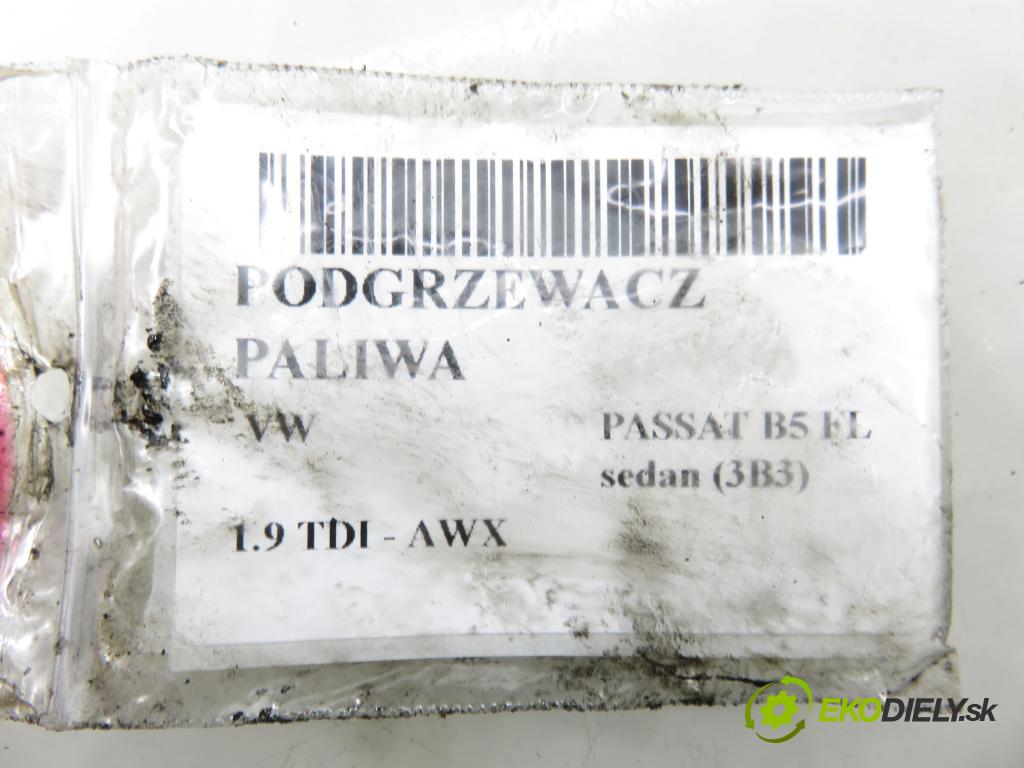 PODGRZEWACZ
PALIWA
VW PASSAT B5 FL
sedan (3B3)
1.9 TDI - AWX
EKODIELY.sk